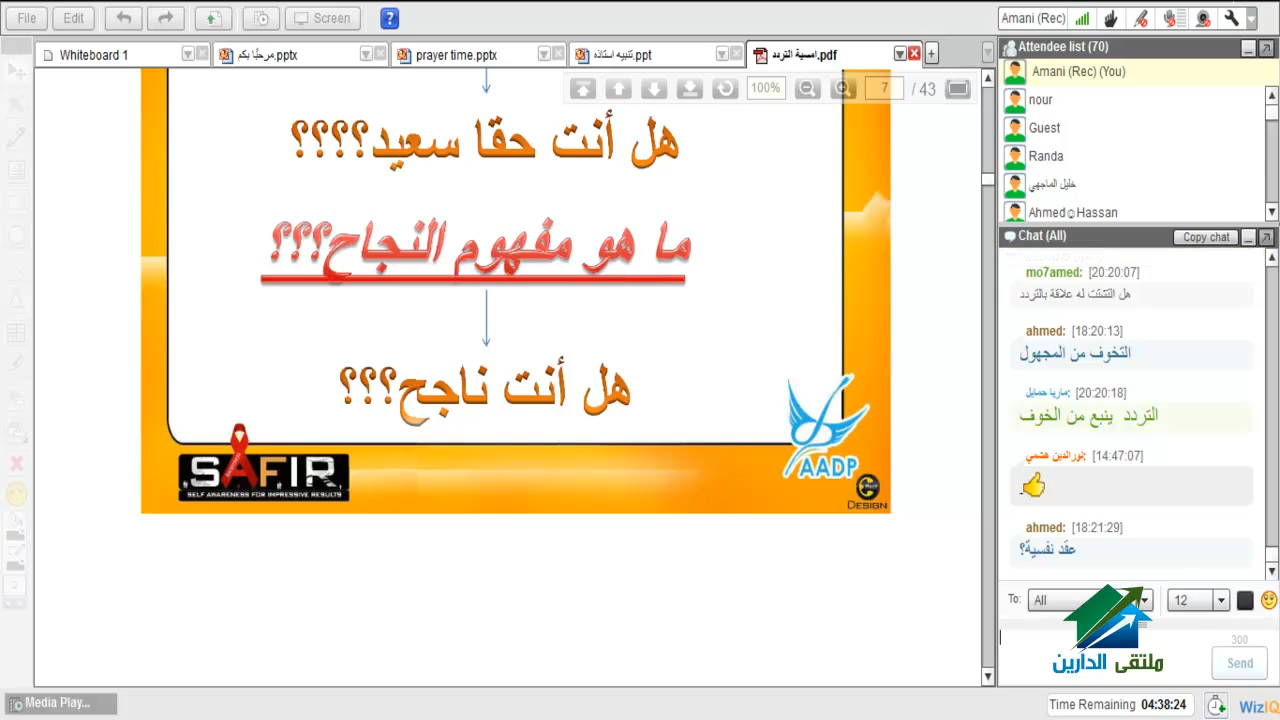 File
Edit
Screen
?
Amani (Rec)
Whiteboard 1
مرحبًا بكم.pptx
prayer time.pptx
تنبيه استاذه.ppt
امسية التردد.pdf
100%
7
/ 43
هل أنت حقا سعيد؟؟؟؟
ما هو مفهوم النجاح؟؟؟
هل أنت ناجح؟؟؟
SAFIR
SELF AWARENESS FOR IMPRESSIVE RESULTS
AADP
DESIGN
Attendee list (70)
Amani (Rec) (You)
nour
Guest
Randa
خليل الماجهي
Ahmed☺Hassan
Chat (All)
Copy chat
mo7amed: [20:20:07]
هل التشتت له علاقة بالتردد
ahmed: [18:20:13]
التخوف من المجهول
ماريا حمايل: [20:20:18]
التردد ينبع من الخوف
نورالدين هشمي: [14:47:07]
ahmed: [18:21:29]
عقد نفسية؟
To:
All
12
300
Send
ملتقى الدارين
Media Play...
Time Remaining 04:38:24
WizIQ